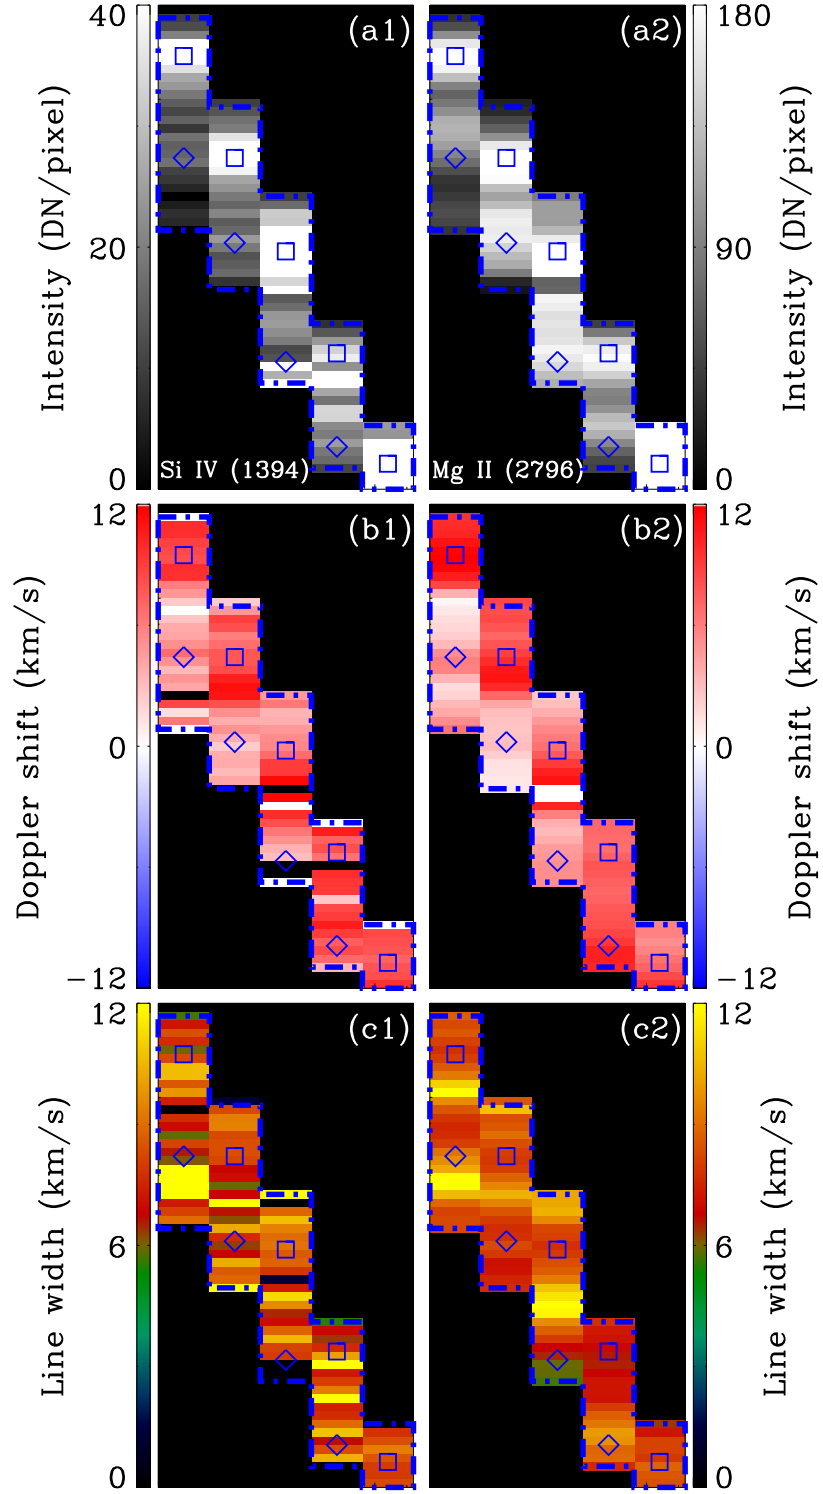 40
20
0
Intensity (DN/pixel)
(a1)
Si IV (1394)
(a2)
Mg II (2796)
180
90
0
Intensity (DN/pixel)
12
0
−12
Doppler shift (km/s)
(b1)
(b2)
12
0
−12
Doppler shift (km/s)
12
6
0
Line width (km/s)
(c1)
(c2)
12
6
0
Line width (km/s)